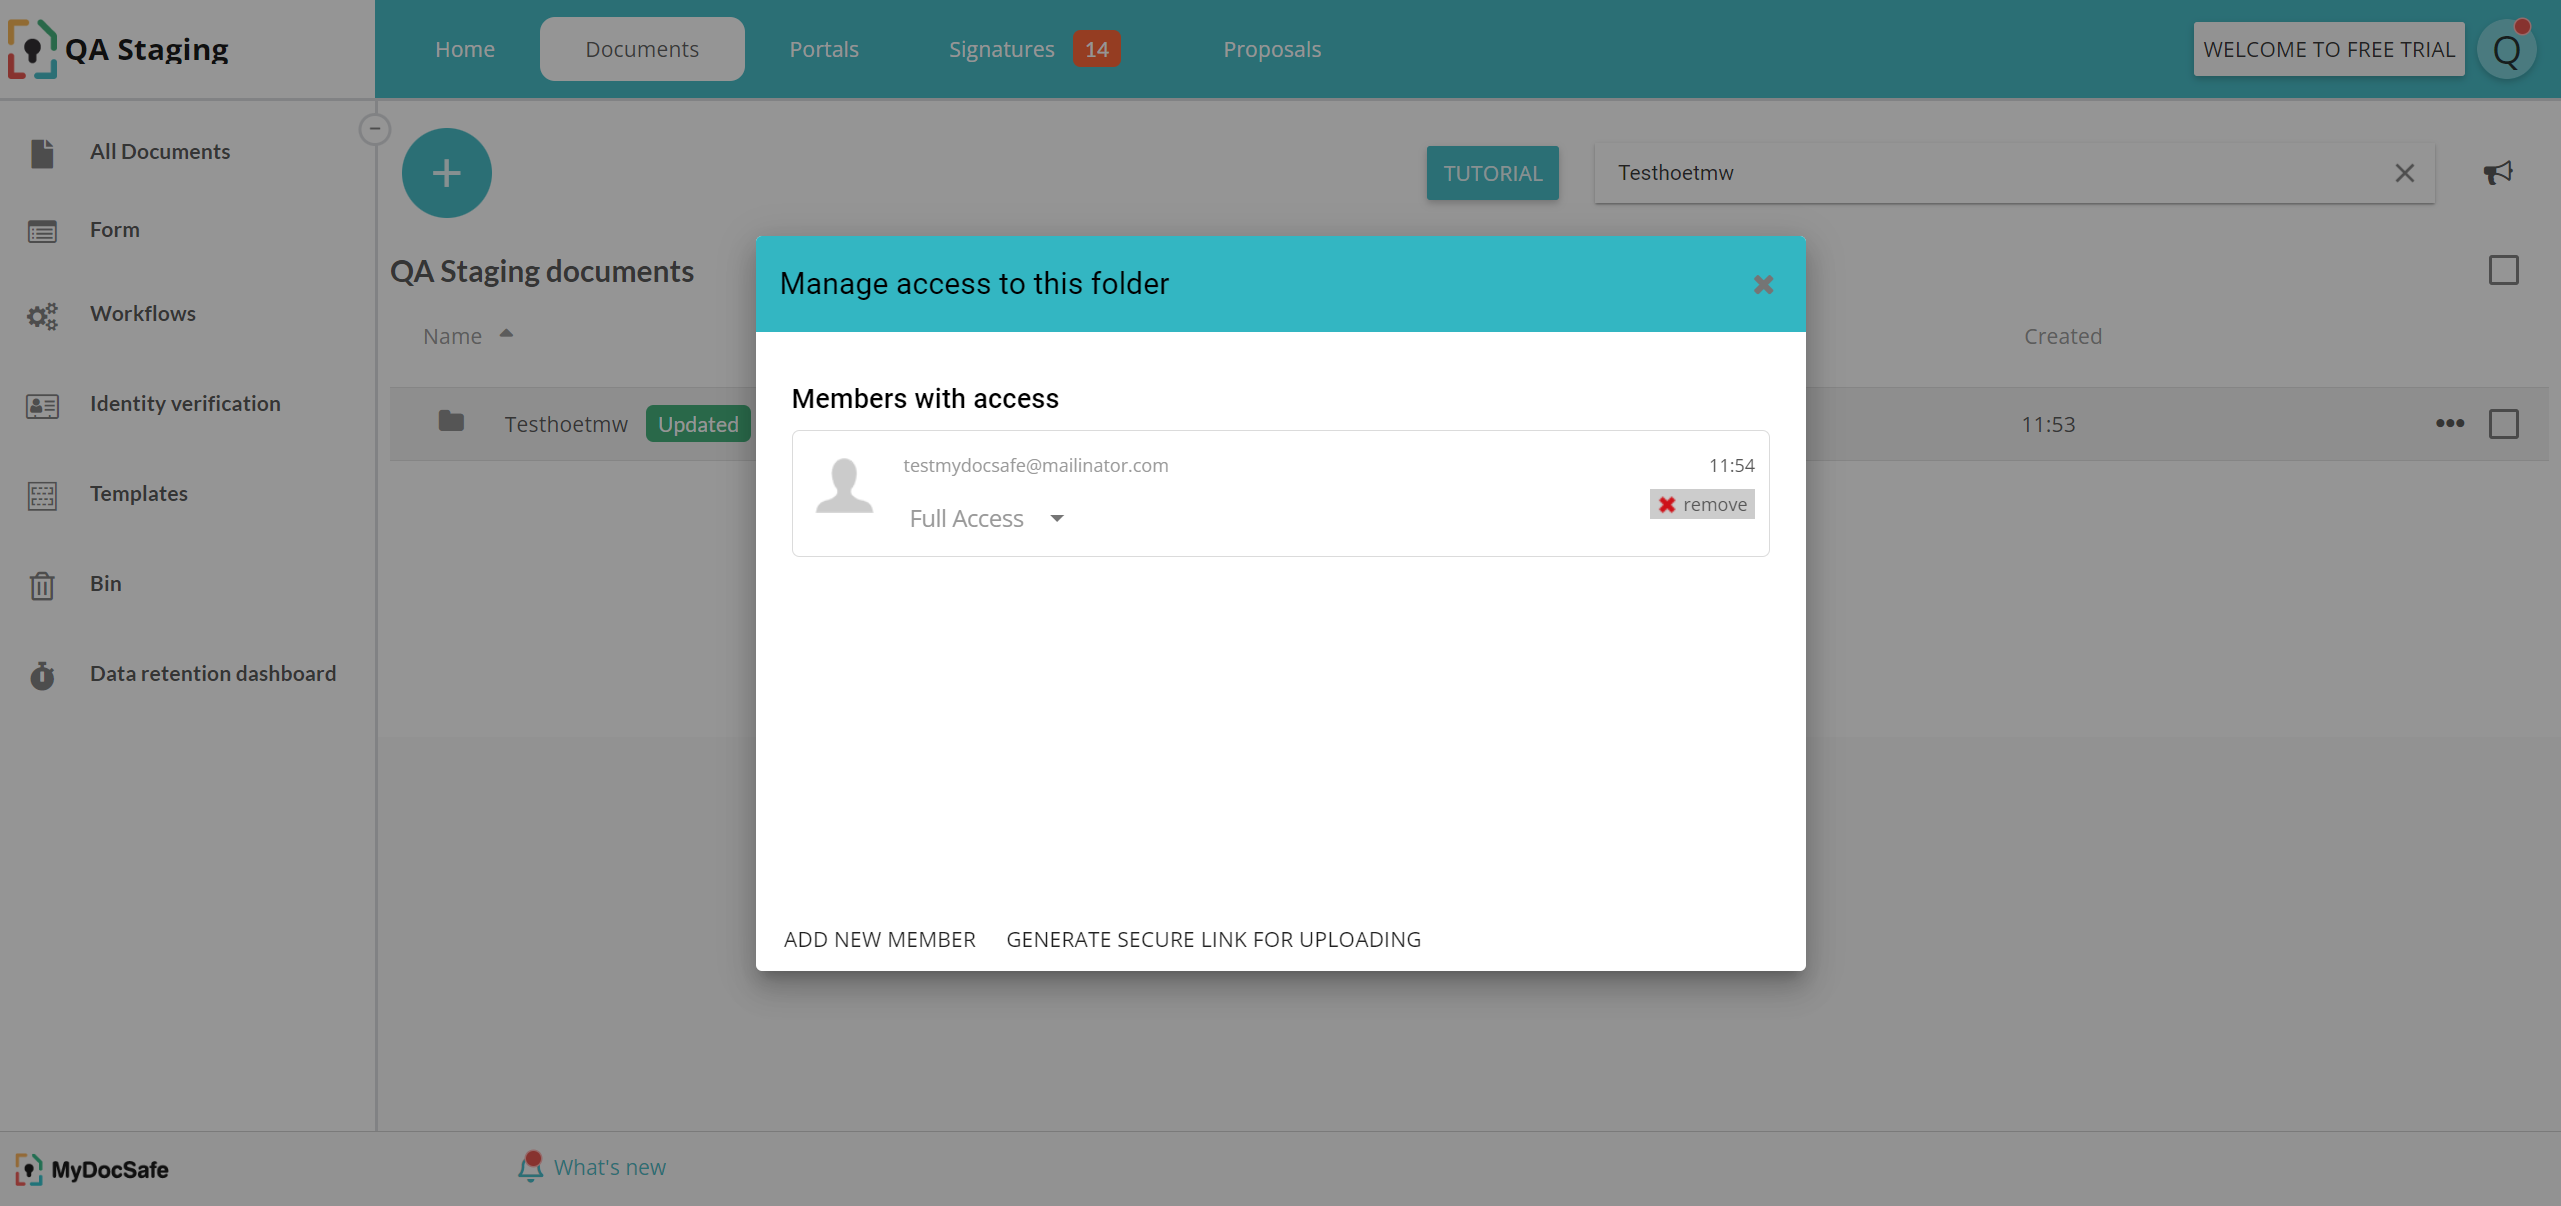 QA Staging
Home
Documents
Portals
Signatures 14
Proposals
WELCOME TO FREE TRIAL
Q
All Documents
Form
Workflows
Identity verification
Templates
Bin
Data retention dashboard
TUTORIAL
Testhoetmw
QA Staging documents
Name
Created
Testhoetmw Updated
11:53
Manage access to this folder
Members with access
testmydocsafe@mailinator.com
11:54
Full Access
remove
ADD NEW MEMBER
GENERATE SECURE LINK FOR UPLOADING
MyDocSafe
What's new